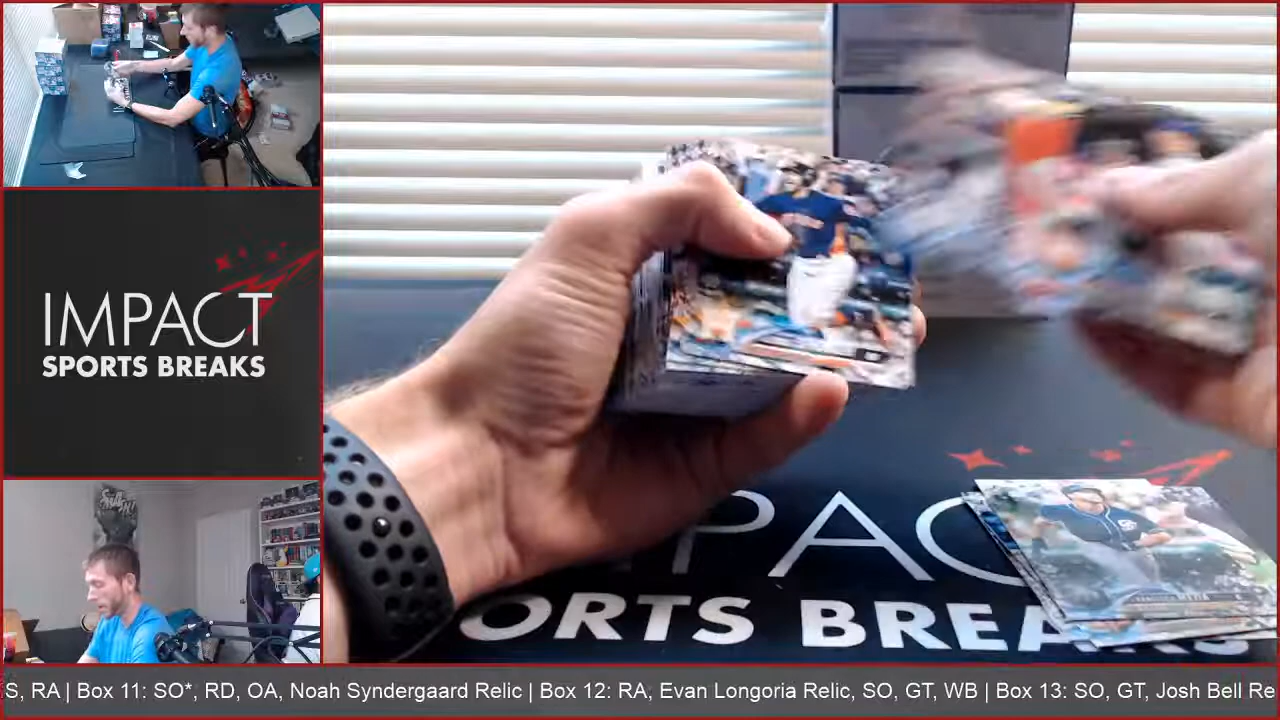 IMPACT
SPORTS BREAKS
PAC
ORTS BREAKS
S, RA | Box 11: SO*, RD, OA, Noah Syndergaard Relic | Box 12: RA, Evan Longoria Relic, SO, GT, WB | Box 13: SO, GT, Josh Bell Re